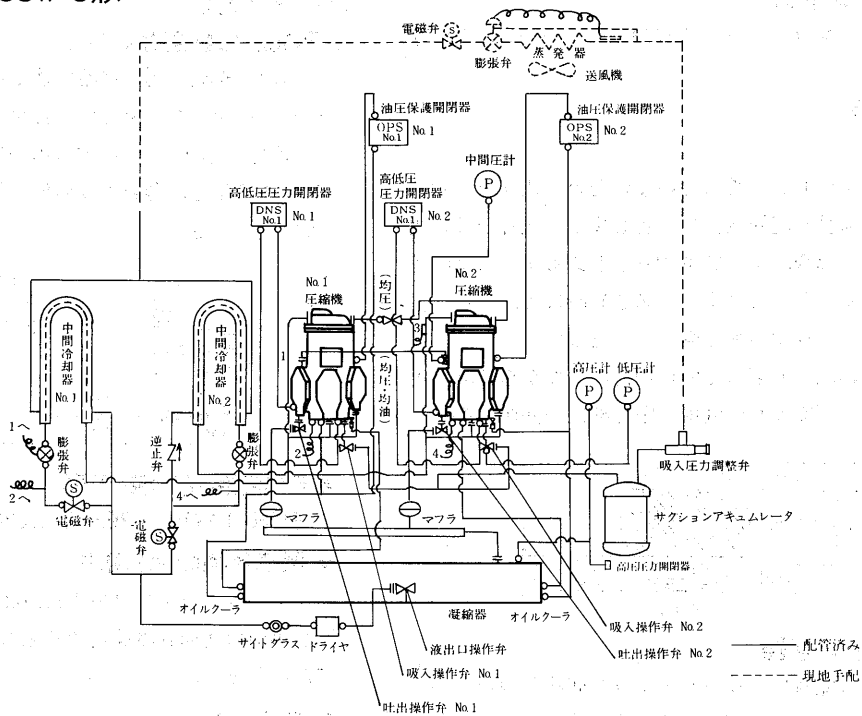 電磁弁
S
膨張弁
蒸発器
送風機
油圧保護開閉器
OPS
No.1
No.1
油圧保護開閉器
OPS
No.2
No.2
中間圧計
P
高低圧圧力開閉器
DNS
No.1
No.1
高低圧
圧力開閉器
DNS
No.1
No.2
No.1
圧縮機
(均圧)
No.2
圧縮機
3
1
(均圧・均油)
中間冷却器
No.1
中間冷却器
No.2
高圧計
低圧計
P
P
1へ
膨張弁
逆止弁
膨張弁
2へ
S
電磁弁
4へ
電磁弁
S
2
4
吸入圧力調整弁
マフラ
マフラ
サクションアキュムレータ
高圧圧力開閉器
オイルクーラ
凝縮器
オイルクーラ
サイトグラス
ドライヤ
液出口操作弁
吸入操作弁 No.1
吐出操作弁 No.1
吸入操作弁 No.2
吐出操作弁 No.2
配管済み
現地手配